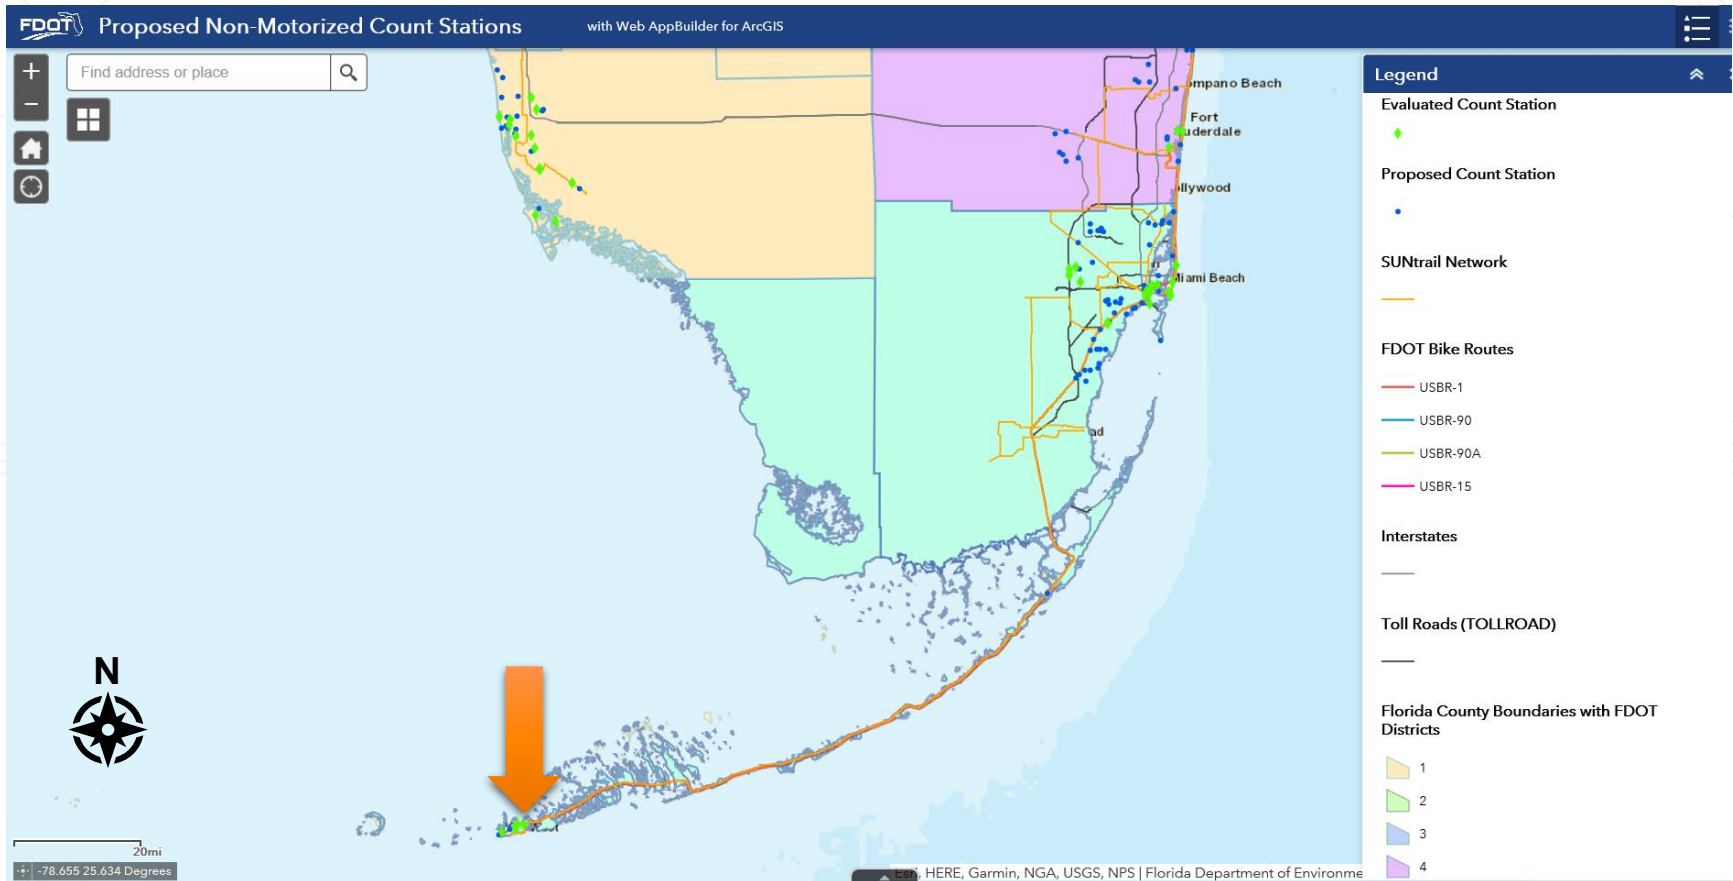 FDOT Proposed Non-Motorized Count Stations with Web AppBuilder for ArcGIS
+
Find address or place
−
N
20mi
-78.655 25.634 Degrees
ompano Beach
Fort
uderdale
llywood
Miami Beach
ad
Esri, HERE, Garmin, NGA, USGS, NPS | Florida Department of Environme
Legend
Evaluated Count Station
Proposed Count Station
SUNtrail Network
FDOT Bike Routes
USBR-1
USBR-90
USBR-90A
USBR-15
Interstates
Toll Roads (TOLLROAD)
Florida County Boundaries with FDOT
Districts
1
2
3
4